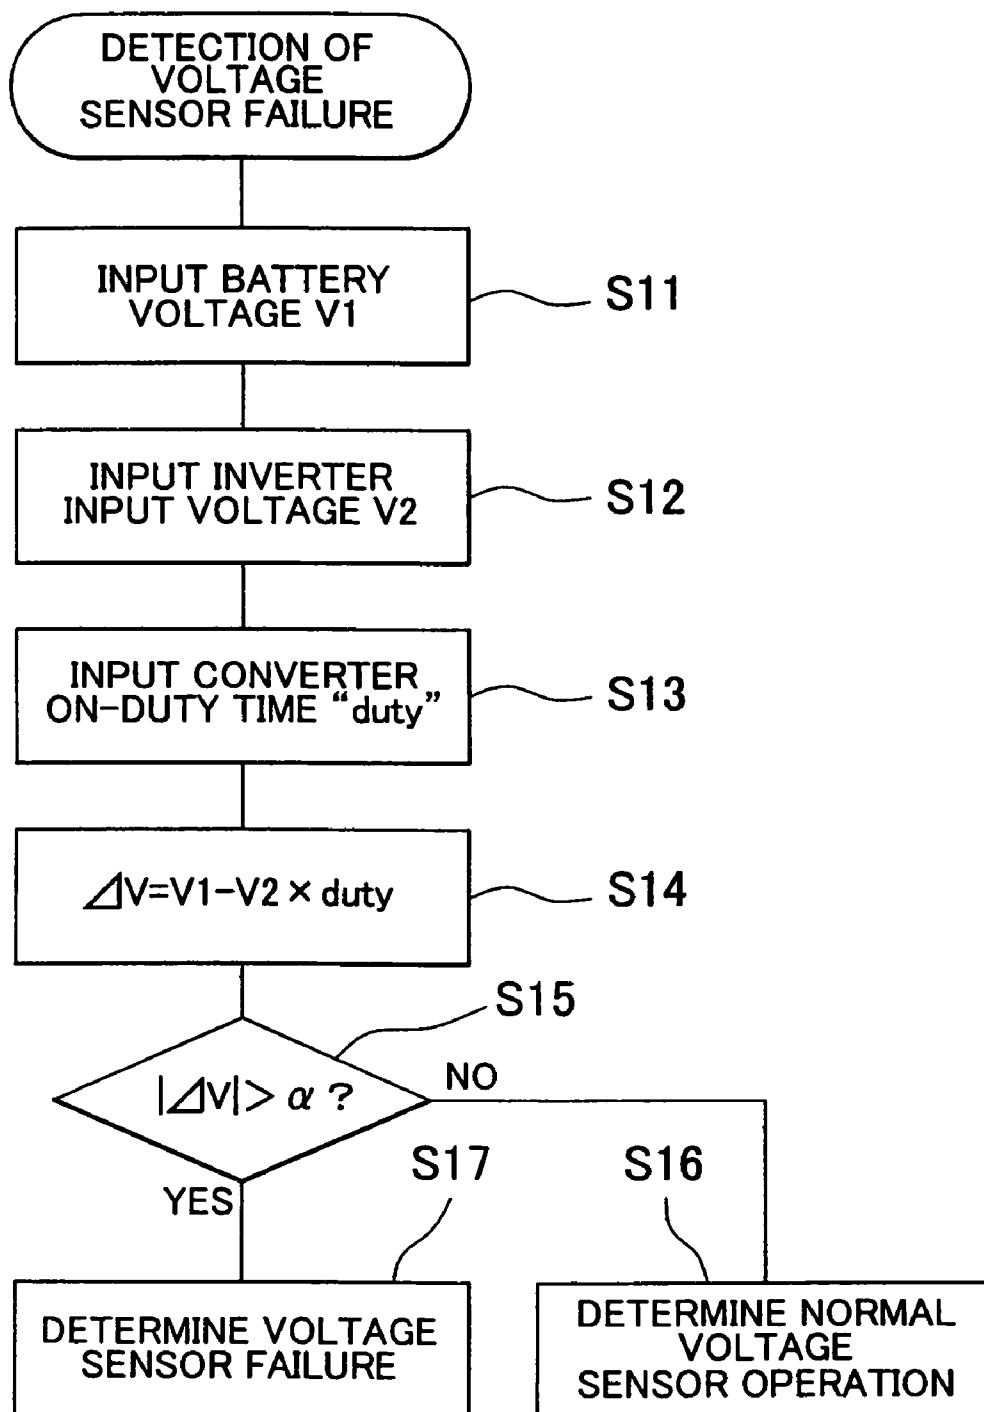 DETECTION OF
VOLTAGE
SENSOR FAILURE
INPUT BATTERY
VOLTAGE V1
S11
INPUT INVERTER
INPUT VOLTAGE V2
S12
INPUT CONVERTER
ON-DUTY TIME “duty”
S13
⊿V=V1-V2×duty
S14
S15
|⊿V|> α ?
NO
YES
S17
S16
DETERMINE VOLTAGE
SENSOR FAILURE
DETERMINE NORMAL
VOLTAGE
SENSOR OPERATION